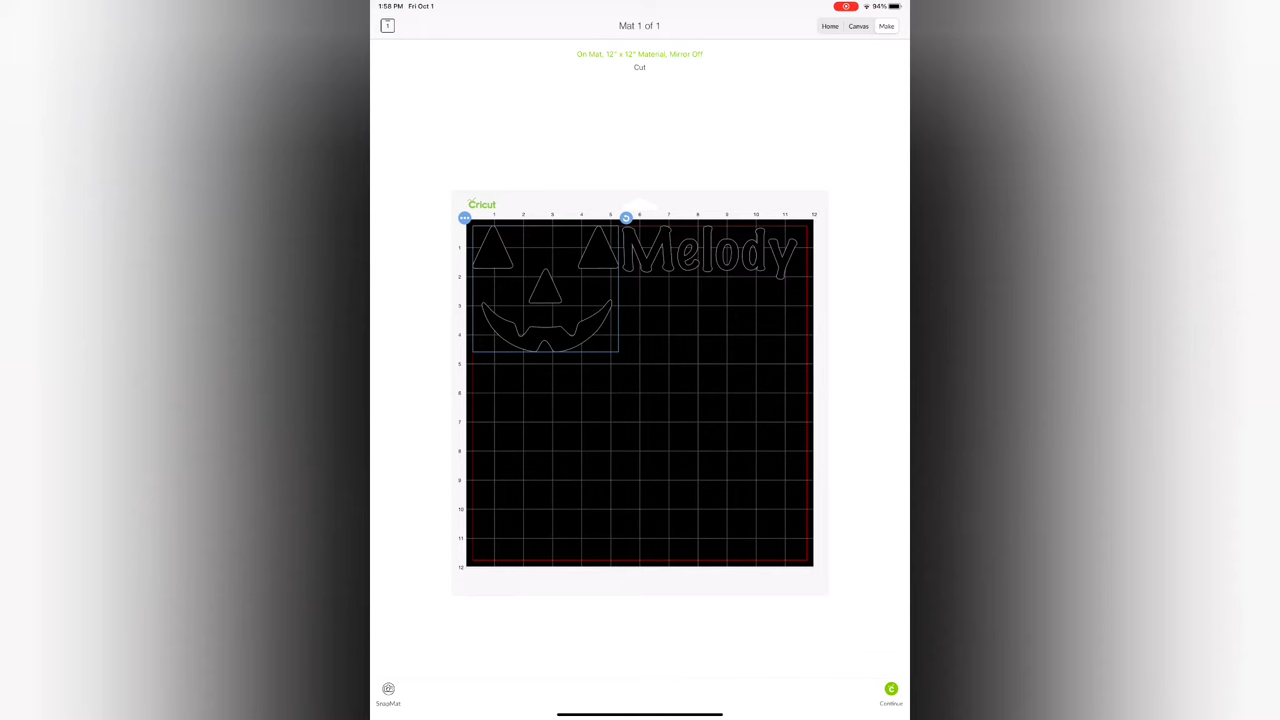 1:58 PM Fri Oct 1 94%
1 Mat 1 of 1 Home Canvas Make
On Mat, 12" x 12" Material, Mirror Off
Cut
Cricut
1 2 3 4 5 6 7 8 9 10 11 12
Melody
1
2
3
4
5
6
7
8
9
10
11
12
SnapMat Continue